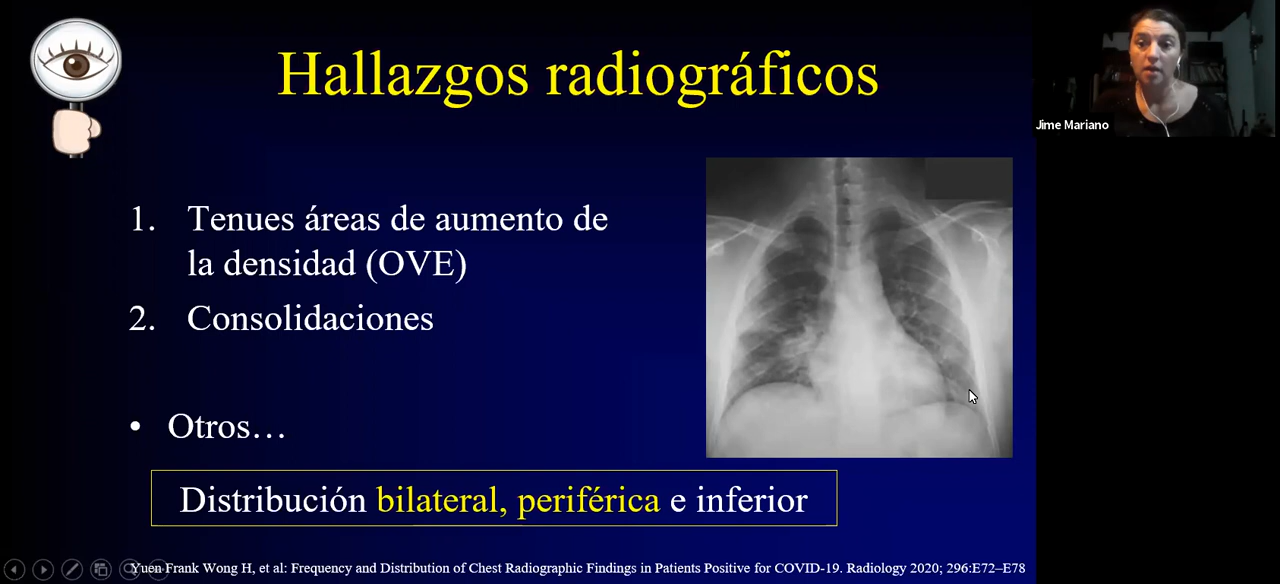 Hallazgos radiográficos
Jime Mariano
1. Tenues áreas de aumento de
la densidad (OVE)
2. Consolidaciones
• Otros…
Distribución bilateral, periférica e inferior
Yuen Frank Wong H, et al: Frequency and Distribution of Chest Radiographic Findings in Patients Positive for COVID-19. Radiology 2020; 296:E72–E78